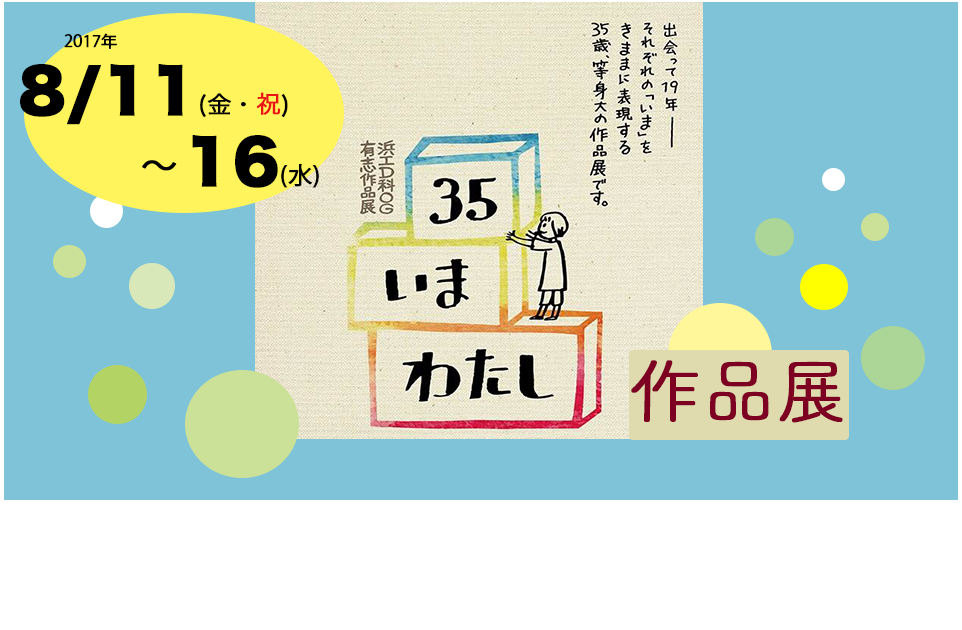 2017年
8/11(金・祝)
～16(水)
出会って19年──
それぞれの「いま」を
きままに表現する
35歳、等身大の作品展です。
浜工D科OG
有志作品展
35
いま
わたし
作品展